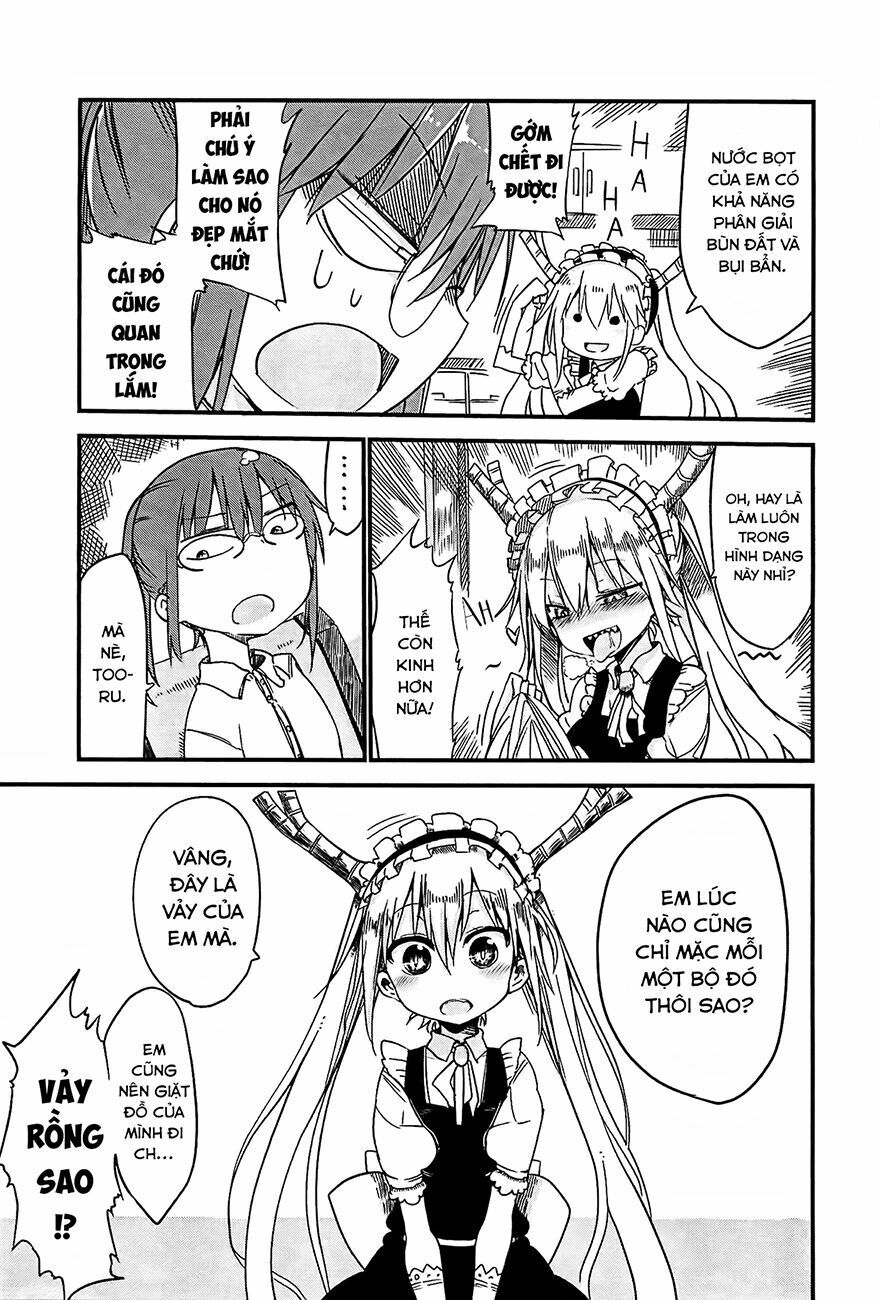 NƯỚC BỌT
CỦA EM CÓ
KHẢ NĂNG
PHÂN GIẢI
BÙN ĐẤT VÀ
BỤI BẨN.
HA
HA
GỚM
CHẾT ĐI
ĐƯỢC!
PHẢI
CHÚ Ý
LÀM SAO
CHO NÓ
ĐẸP MẮT
CHỨ!
CÁI ĐÓ
CŨNG
QUAN
TRỌNG
LẮM!
OH, HAY LÀ
LÀM LUÔN
TRONG
HÌNH DẠNG
NÀY NHỈ?
THẾ
CÒN
KINH
HƠN
NỮA!
......
MÀ
NÈ,
TOO-
RU.
EM LÚC
NÀO CŨNG
CHỈ MẶC MỖI
MỘT BỘ ĐÓ
THÔI SAO?
VÂNG,
ĐÂY LÀ
VẢY CỦA
EM MÀ.
EM
CŨNG
NÊN GIẶT
ĐỒ CỦA
MÌNH ĐI
CH...
VẢY
RỒNG
SAO
!?